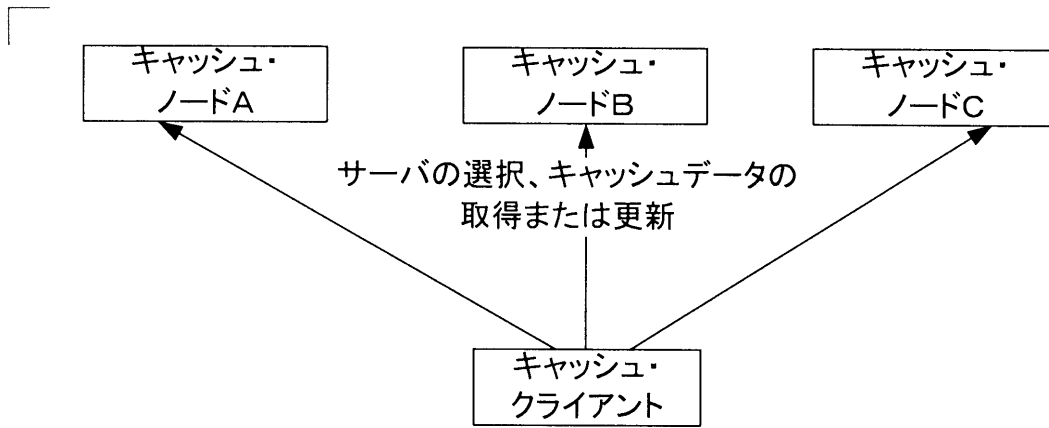 キャッシュ・
ノードA
キャッシュ・
ノードB
キャッシュ・
ノードC
サーバの選択、キャッシュデータの
取得または更新
キャッシュ・
クライアント